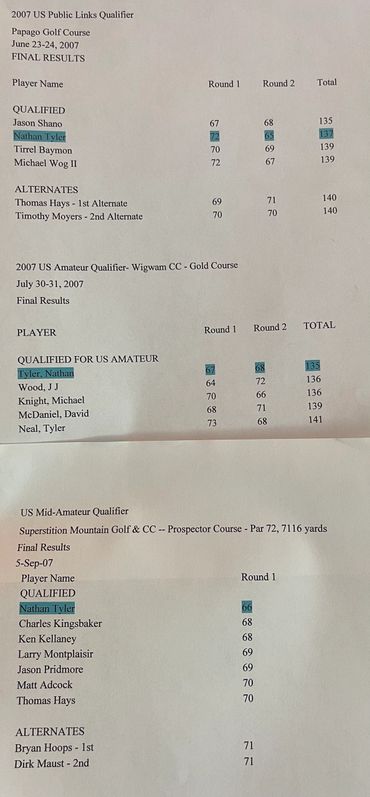 2007 US Public Links Qualifier
Papago Golf Course
June 23-24, 2007
FINAL RESULTS
Player Name Round 1 Round 2 Total
QUALIFIED
Jason Shano 67 68 135
Nathan Tyler 72 65 137
Tirrel Baymon 70 69 139
Michael Wog II 72 67 139
ALTERNATES
Thomas Hays - 1st Alternate 69 71 140
Timothy Moyers - 2nd Alternate 70 70 140
2007 US Amateur Qualifier- Wigwam CC - Gold Course
July 30-31, 2007
Final Results
PLAYER Round 1 Round 2 TOTAL
QUALIFIED FOR US AMATEUR
Tyler, Nathan 67 68 135
Wood, J J 64 72 136
Knight, Michael 70 66 136
McDaniel, David 68 71 139
Neal, Tyler 73 68 141
US Mid-Amateur Qualifier
Superstition Mountain Golf & CC -- Prospector Course - Par 72, 7116 yards
Final Results
5-Sep-07
Player Name Round 1
QUALIFIED
Nathan Tyler 66
Charles Kingsbaker 68
Ken Kellaney 68
Larry Montplaisir 69
Jason Pridmore 69
Matt Adcock 70
Thomas Hays 70
ALTERNATES
Bryan Hoops - 1st 71
Dirk Maust - 2nd 71